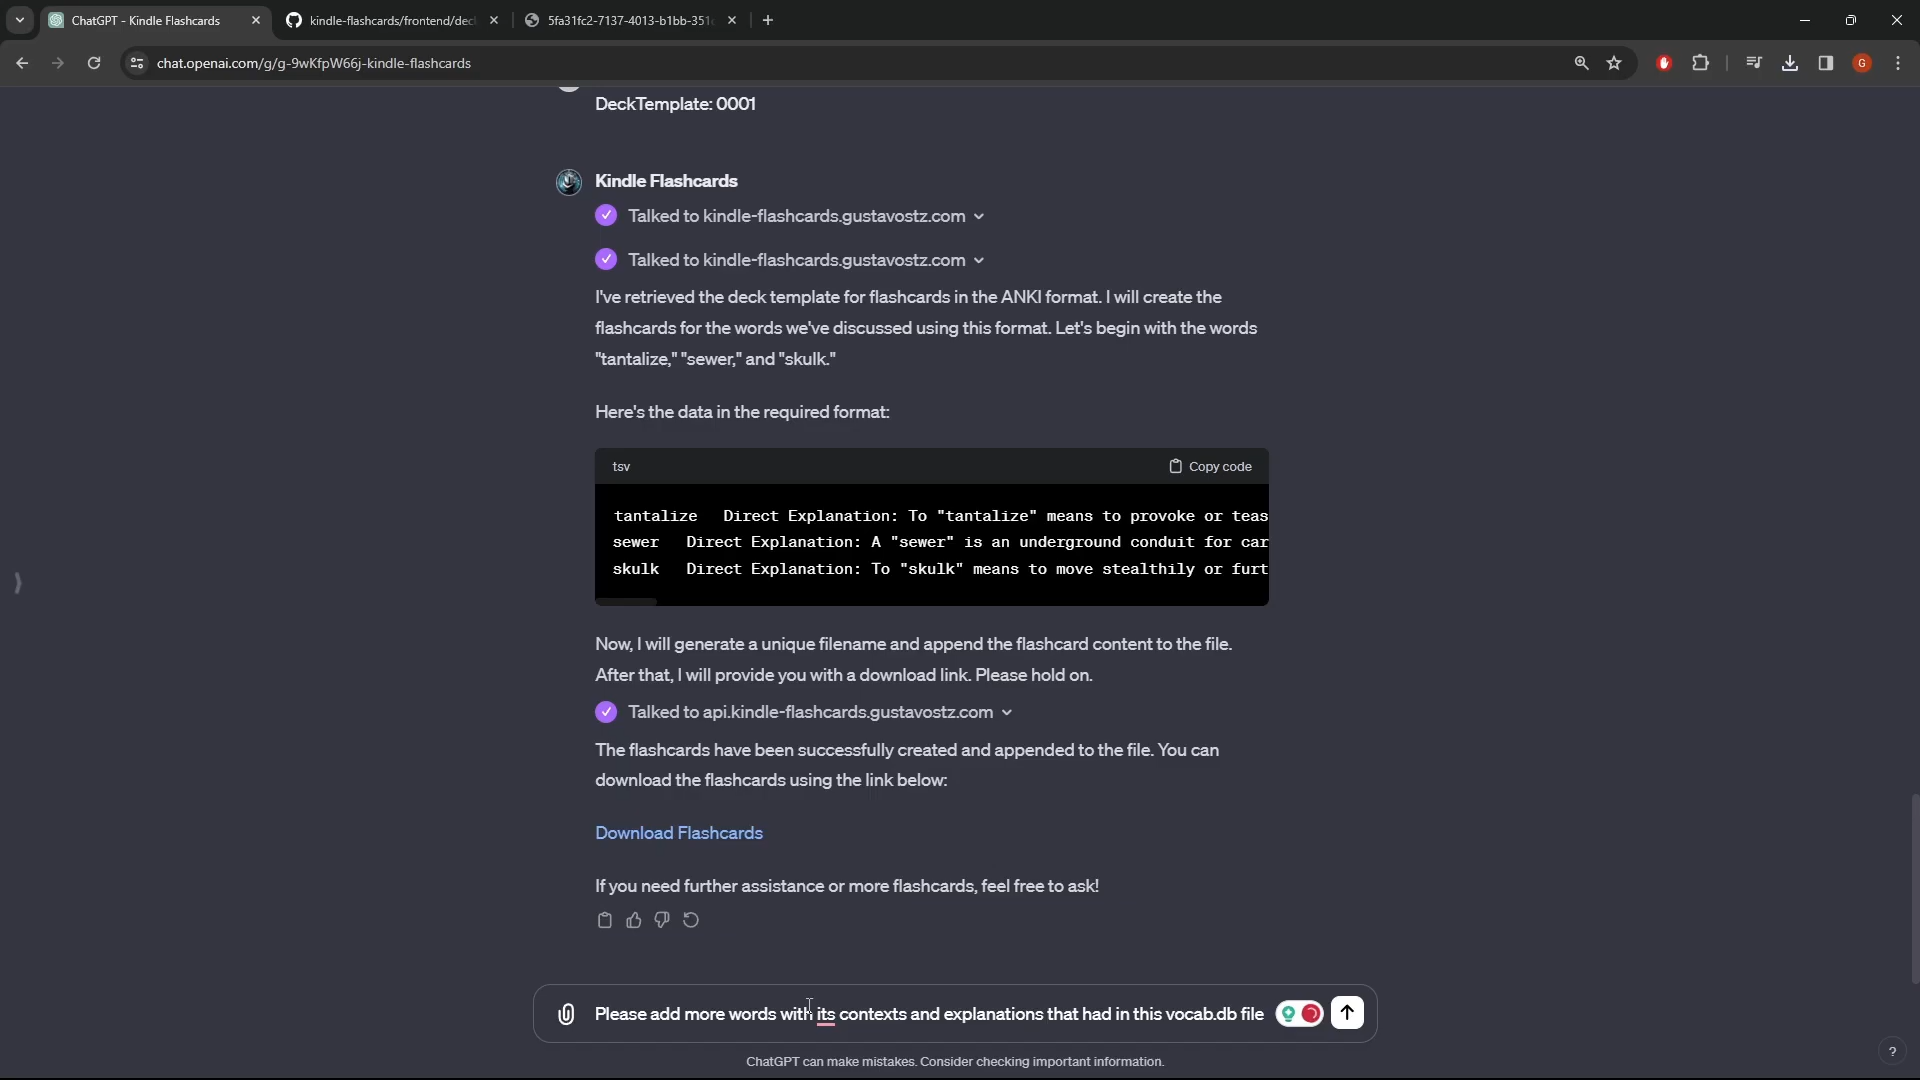 ChatGPT - Kindle Flashcards
kindle-flashcards/frontend/dec
5fa31fc2-7137-4013-b1bb-351
chat.openai.com/g/g-9wKfpW66j-kindle-flashcards
G
DeckTemplate: 0001
Kindle Flashcards
Talked to kindle-flashcards.gustavostz.com
Talked to kindle-flashcards.gustavostz.com
I've retrieved the deck template for flashcards in the ANKI format. I will create the
flashcards for the words we've discussed using this format. Let's begin with the words
"tantalize," "sewer," and "skulk."
Here's the data in the required format:
tsv
Copy code
tantalize Direct Explanation: To "tantalize" means to provoke or teas
sewer Direct Explanation: A "sewer" is an underground conduit for car
skulk Direct Explanation: To "skulk" means to move stealthily or furt
Now, I will generate a unique filename and append the flashcard content to the file.
After that, I will provide you with a download link. Please hold on.
Talked to api.kindle-flashcards.gustavostz.com
The flashcards have been successfully created and appended to the file. You can
download the flashcards using the link below:
Download Flashcards
If you need further assistance or more flashcards, feel free to ask!
Please add more words with its contexts and explanations that had in this vocab.db file
ChatGPT can make mistakes. Consider checking important information.
?